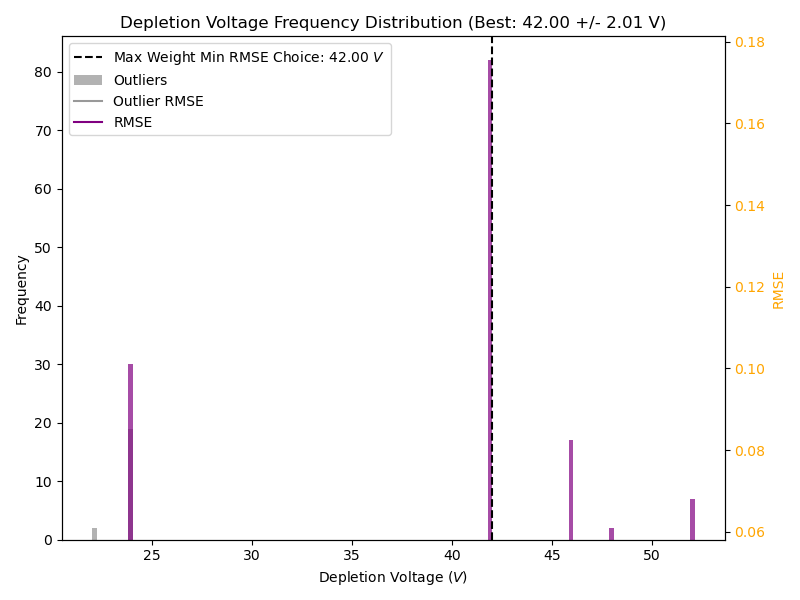 Depletion Voltage Frequency Distribution (Best: 42.00 +/- 2.01 V)
Max Weight Min RMSE Choice: 42.00 V
Outliers
Outlier RMSE
RMSE
Frequency
80
70
60
50
40
30
20
10
0
0.18
0.16
0.14
0.12
0.10
0.08
0.06
RMSE
25 30 35 40 45 50
Depletion Voltage (V)